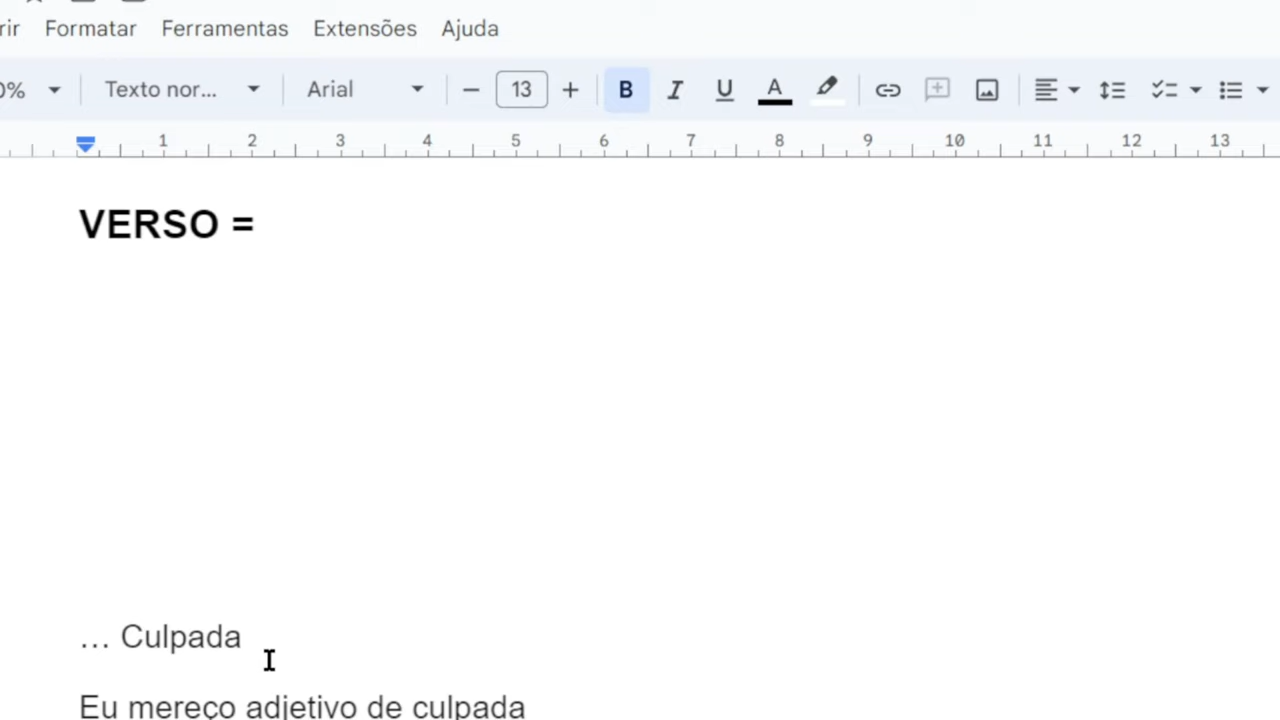 rir Formatar Ferramentas Extensões Ajuda
0% Texto nor... Arial 13 B I U A
1 2 3 4 5 6 7 8 9 10 11 12 13
VERSO =
... Culpada
Eu mereço adjetivo de culpada